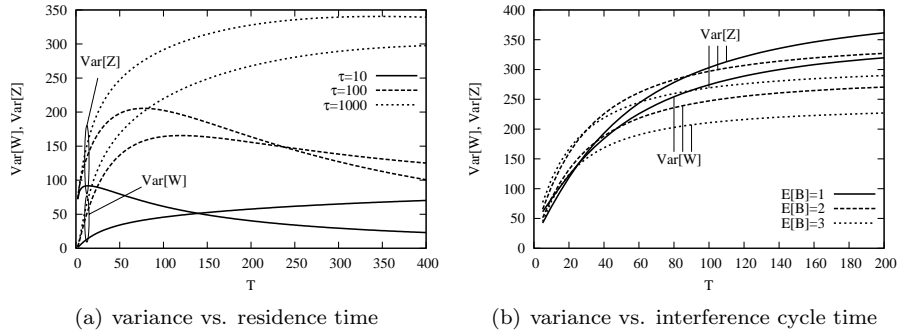 350
300
250
200
150
100
50
0
0 50 100 150 200 250 300 350 400
Var[W], Var[Z]
T
Var[Z]
Var[W]
τ=10
τ=100
τ=1000
(a) variance vs. residence time
400
350
300
250
200
150
100
50
0
0 20 40 60 80 100 120 140 160 180 200
Var[W], Var[Z]
T
Var[Z]
Var[W]
E[B]=1
E[B]=2
E[B]=3
(b) variance vs. interference cycle time